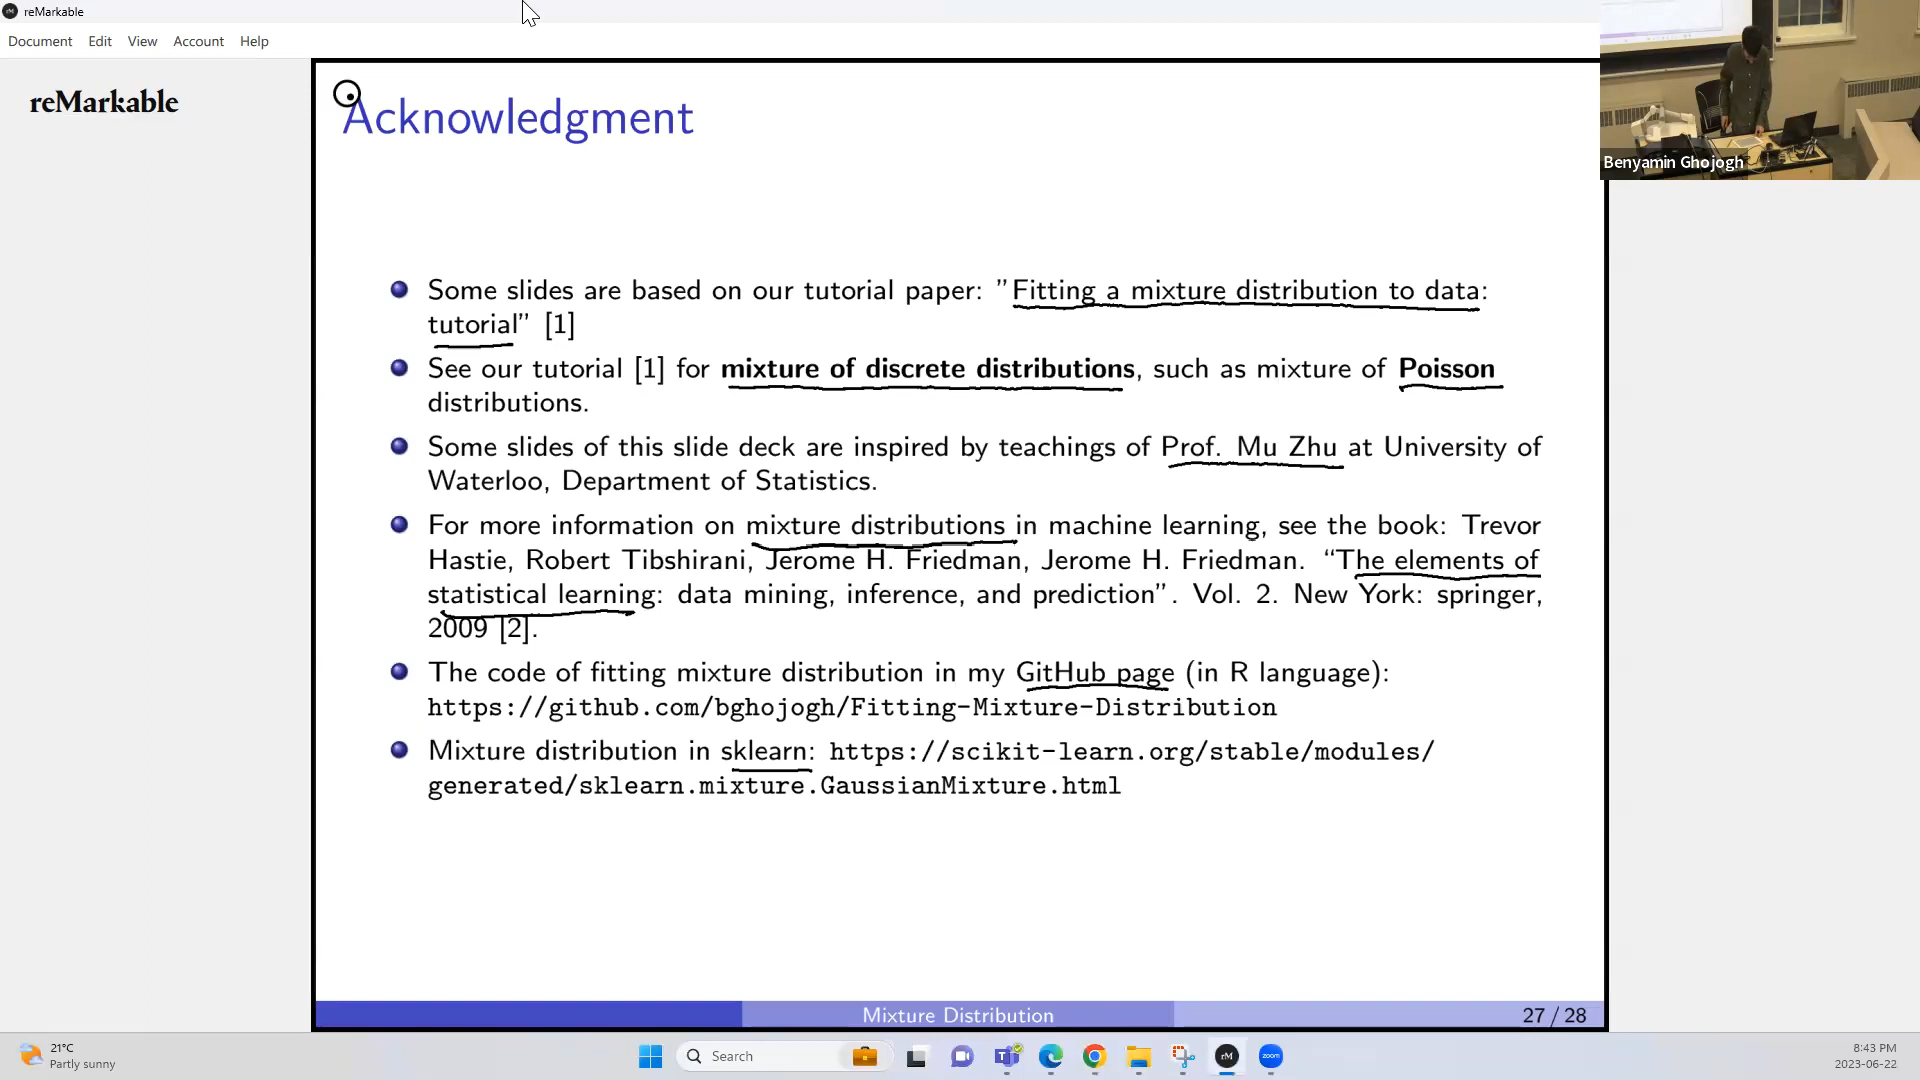 reMarkable
Document Edit View Account Help
reMarkable
Benyamin Ghojogh
Acknowledgment
Some slides are based on our tutorial paper: ”Fitting a mixture distribution to data:
tutorial” [1]
See our tutorial [1] for mixture of discrete distributions, such as mixture of Poisson
distributions.
Some slides of this slide deck are inspired by teachings of Prof. Mu Zhu at University of
Waterloo, Department of Statistics.
For more information on mixture distributions in machine learning, see the book: Trevor
Hastie, Robert Tibshirani, Jerome H. Friedman, Jerome H. Friedman. “The elements of
statistical learning: data mining, inference, and prediction”. Vol. 2. New York: springer,
2009 [2].
The code of fitting mixture distribution in my GitHub page (in R language):
https://github.com/bghojogh/Fitting-Mixture-Distribution
Mixture distribution in sklearn: https://scikit-learn.org/stable/modules/
generated/sklearn.mixture.GaussianMixture.html
Mixture Distribution 27 / 28
21°C
Partly sunny
Search
rM
zoom
8:43 PM
2023-06-22